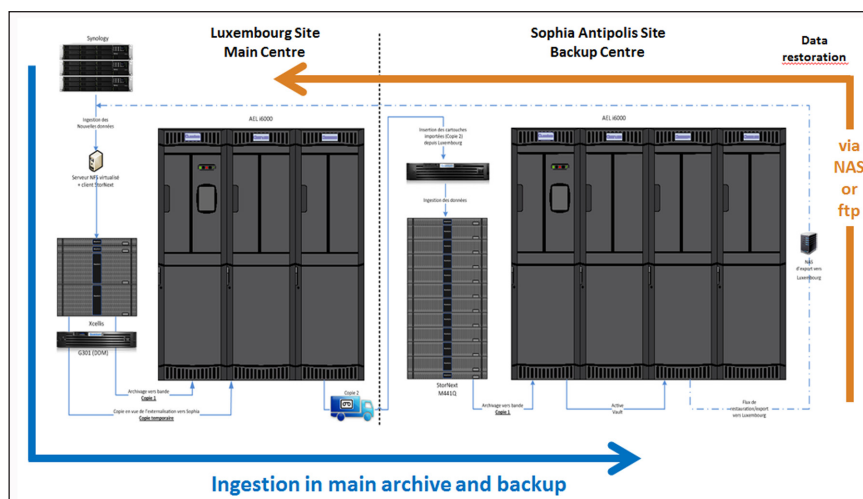 Luxembourg Site
Main Centre
Sophia Antipolis Site
Backup Centre
Data
restoration
via
NAS
or
ftp
Synology
Ingestion des
Nouvelles données
Serveur NFS virtualisé
+ client StorNext
Xcellis
G301 (DDM)
AEL i6000
Archivage vers bande
Copie 1
Copie en vue de l'externalisation vers Sophia
Copie temporaire
Copie 2
Insertion des cartouches
importées (Copie 2)
depuis Luxembourg
Ingestion des données
StorNext
M441Q
AEL i6000
Archivage vers bande
Copie 1
Active
Vault
Flux de
restauration/export
vers Luxembourg
NAS
d'export vers
Luxembourg
Ingestion in main archive and backup